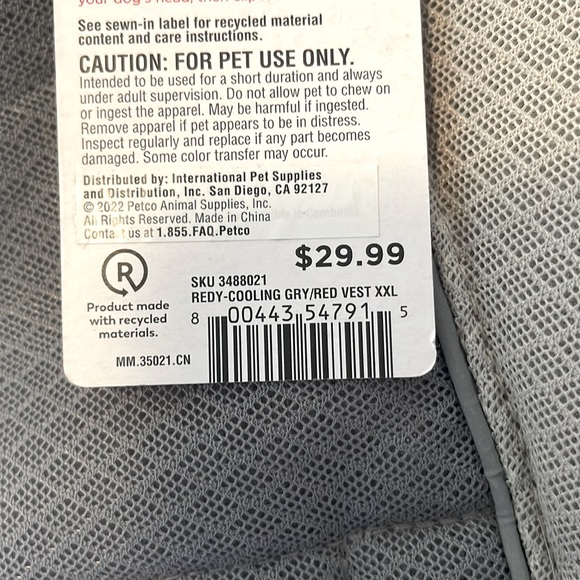 your dog's head, then
See sewn-in label for recycled material
content and care instructions.
CAUTION: FOR PET USE ONLY.
Intended to be used for a short duration and always
under adult supervision. Do not allow pet to chew on
or ingest the apparel. May be harmful if ingested.
Remove apparel if pet appears to be in distress.
Inspect regularly and replace if any part becomes
damaged. Some color transfer may occur.
Distributed by: International Pet Supplies
and Distribution, Inc. San Diego, CA 92127
© 2022 Petco Animal Supplies, Inc.
All Rights Reserved. Made in China
Contact us at 1.855.FAQ.Petco
$29.99
R
Product made
with recycled
materials.
SKU 3488021
REDY-COOLING GRY/RED VEST XXL
8 00443 54791 5
MM.35021.CN